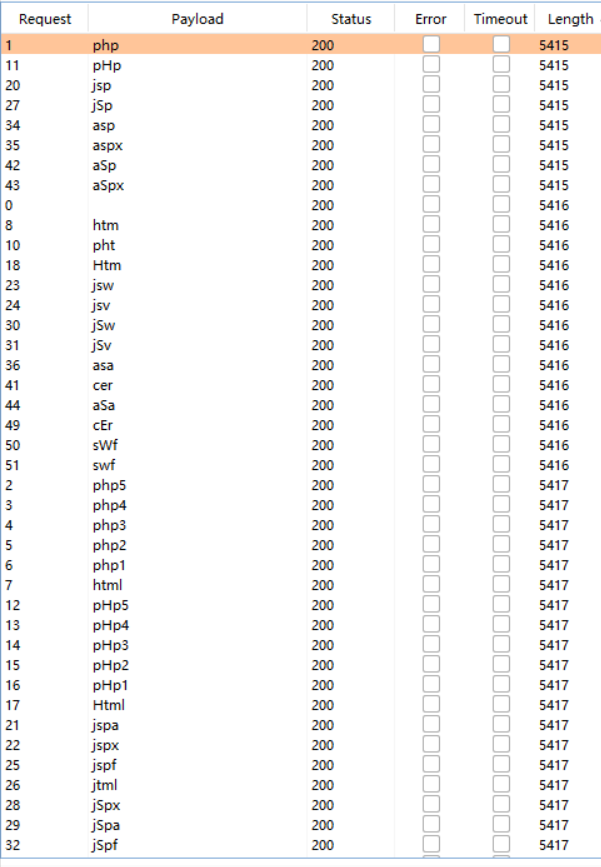 Request Payload Status Error Timeout Length
1 php 200 5415
11 pHp 200 5415
20 jsp 200 5415
27 jSp 200 5415
34 asp 200 5415
35 aspx 200 5415
42 aSp 200 5415
43 aSpx 200 5415
0 200 5416
8 htm 200 5416
10 pht 200 5416
18 Htm 200 5416
23 jsw 200 5416
24 jsv 200 5416
30 jSw 200 5416
31 jSv 200 5416
36 asa 200 5416
41 cer 200 5416
44 aSa 200 5416
49 cEr 200 5416
50 sWf 200 5416
51 swf 200 5416
2 php5 200 5417
3 php4 200 5417
4 php3 200 5417
5 php2 200 5417
6 php1 200 5417
7 html 200 5417
12 pHp5 200 5417
13 pHp4 200 5417
14 pHp3 200 5417
15 pHp2 200 5417
16 pHp1 200 5417
17 Html 200 5417
21 jspa 200 5417
22 jspx 200 5417
25 jspf 200 5417
26 jtml 200 5417
28 jSpx 200 5417
29 jSpa 200 5417
32 jSpf 200 5417